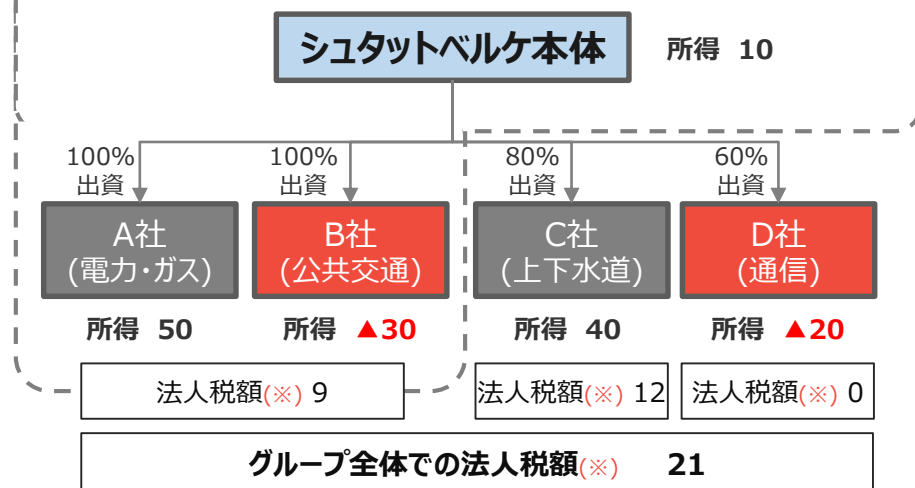 シュタットベルケ本体 所得 10
100% 出資
100% 出資
80% 出資
60% 出資
A社
(電力・ガス)
B社
(公共交通)
C社
(上下水道)
D社
(通信)
所得 50
所得 ▲30
所得 40
所得 ▲20
法人税額(※) 9
法人税額(※) 12
法人税額(※) 0
グループ全体での法人税額(※) 21